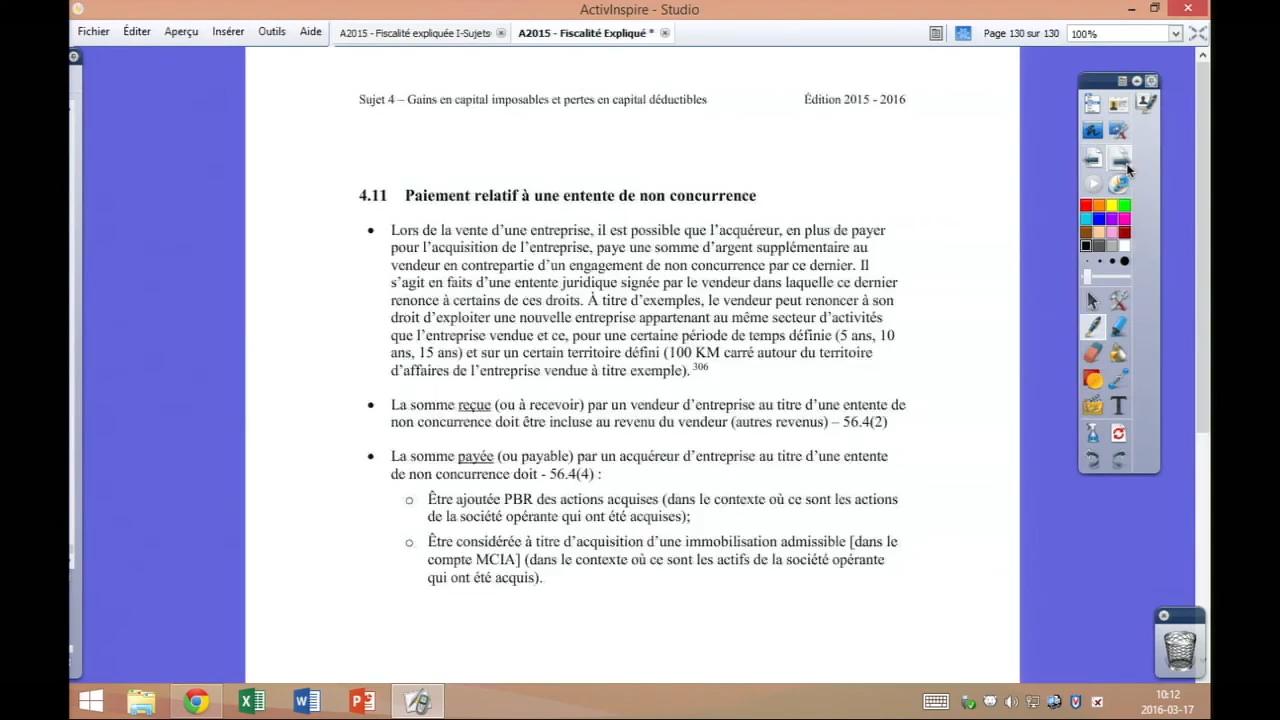 ActivInspire - Studio
Fichier Éditer Aperçu Insérer Outils Aide
A2015 - Fiscalité expliquée I-Sujets
A2015 - Fiscalité Expliqué *
Page 130 sur 130
100%
Sujet 4 – Gains en capital imposables et pertes en capital déductibles
Édition 2015 - 2016
4.11 Paiement relatif à une entente de non concurrence
• Lors de la vente d’une entreprise, il est possible que l’acquéreur, en plus de payer
pour l’acquisition de l’entreprise, paye une somme d’argent supplémentaire au
vendeur en contrepartie d’un engagement de non concurrence par ce dernier. Il
s’agit en faits d’une entente juridique signée par le vendeur dans laquelle ce dernier
renonce à certains de ces droits. À titre d’exemples, le vendeur peut renoncer à son
droit d’exploiter une nouvelle entreprise appartenant au même secteur d’activités
que l’entreprise vendue et ce, pour une certaine période de temps définie (5 ans, 10
ans, 15 ans) et sur un certain territoire défini (100 KM carré autour du territoire
d’affaires de l’entreprise vendue à titre exemple). 306
• La somme reçue (ou à recevoir) par un vendeur d’entreprise au titre d’une entente de
non concurrence doit être incluse au revenu du vendeur (autres revenus) – 56.4(2)
• La somme payée (ou payable) par un acquéreur d’entreprise au titre d’une entente
de non concurrence doit - 56.4(4) :
o Être ajoutée PBR des actions acquises (dans le contexte où ce sont les actions
de la société opérante qui ont été acquises);
o Être considérée à titre d’acquisition d’une immobilisation admissible [dans le
compte MCIA] (dans le contexte où ce sont les actifs de la société opérante
qui ont été acquis).
10:12
2016-03-17